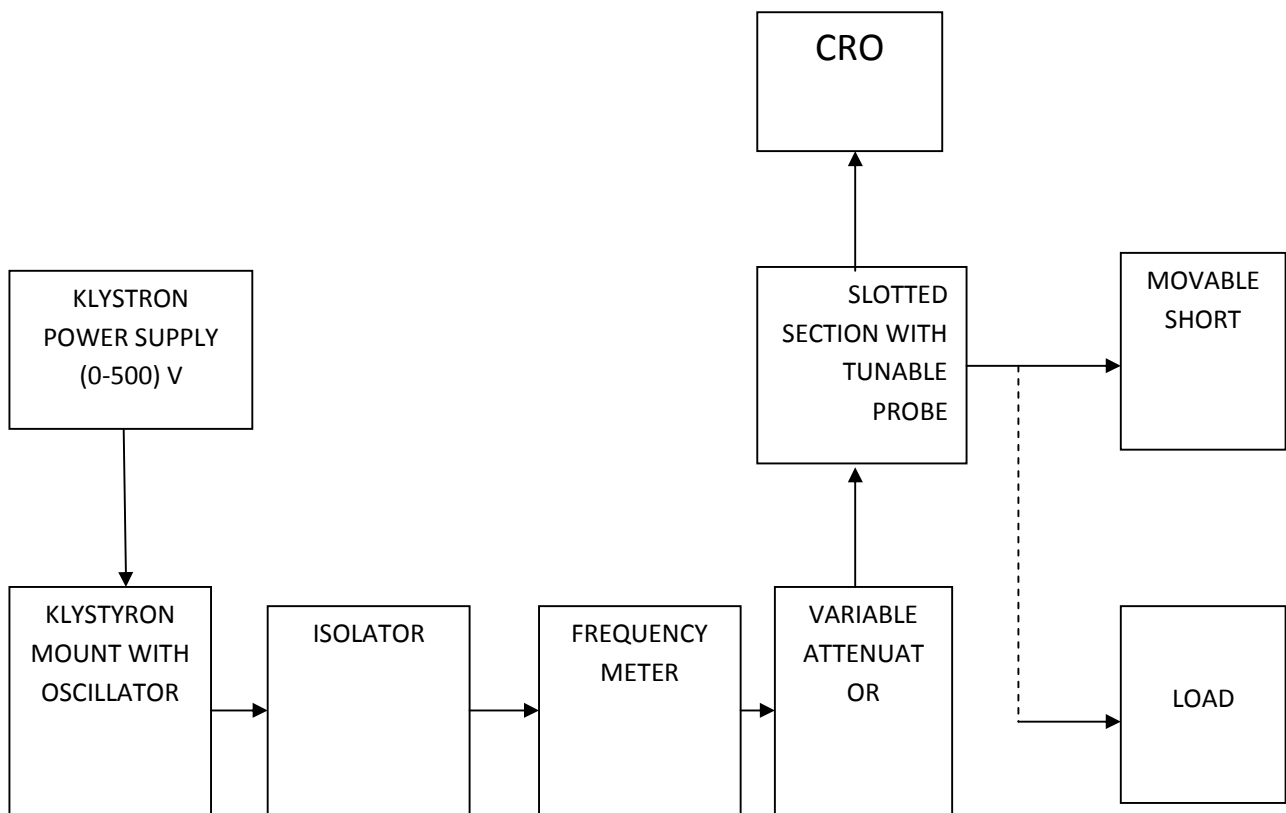 CRO
KLYSTRON
POWER SUPPLY
(0-500) V
SLOTTED
SECTION WITH
TUNABLE
PROBE
MOVABLE
SHORT
KLYSTYRON
MOUNT WITH
OSCILLATOR
ISOLATOR
FREQUENCY
METER
VARIABLE
ATTENUAT
OR
LOAD